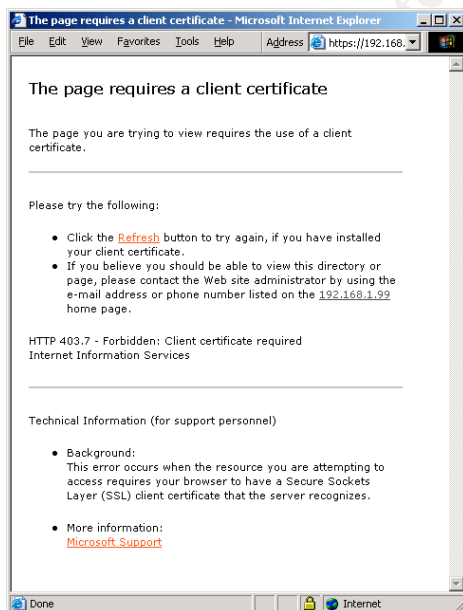 The page requires a client certificate - Microsoft Internet Explorer
File Edit View Favorites Tools Help Address https://192.168.
The page requires a client certificate
The page you are trying to view requires the use of a client
certificate.
Please try the following:
• Click the Refresh button to try again, if you have installed
your client certificate.
• If you believe you should be able to view this directory or
page, please contact the Web site administrator by using the
e-mail address or phone number listed on the 192.168.1.99
home page.
HTTP 403.7 - Forbidden: Client certificate required
Internet Information Services
Technical Information (for support personnel)
• Background:
This error occurs when the resource you are attempting to
access requires your browser to have a Secure Sockets
Layer (SSL) client certificate that the server recognizes.
• More information:
Microsoft Support
Done Internet